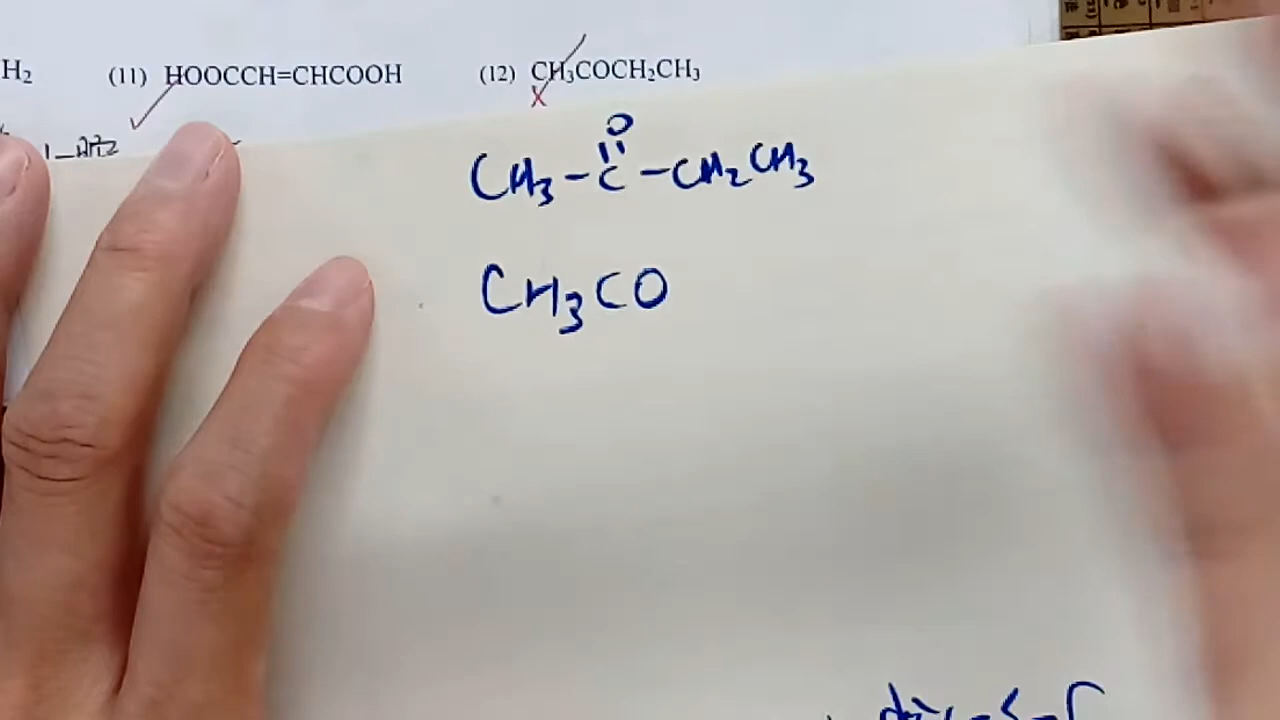 H₂ (11) HOOCCH=CHCOOH (12) CH₃COCH₂CH₃
X
O
CH₃-C-CH₂CH₃
CH₃CO